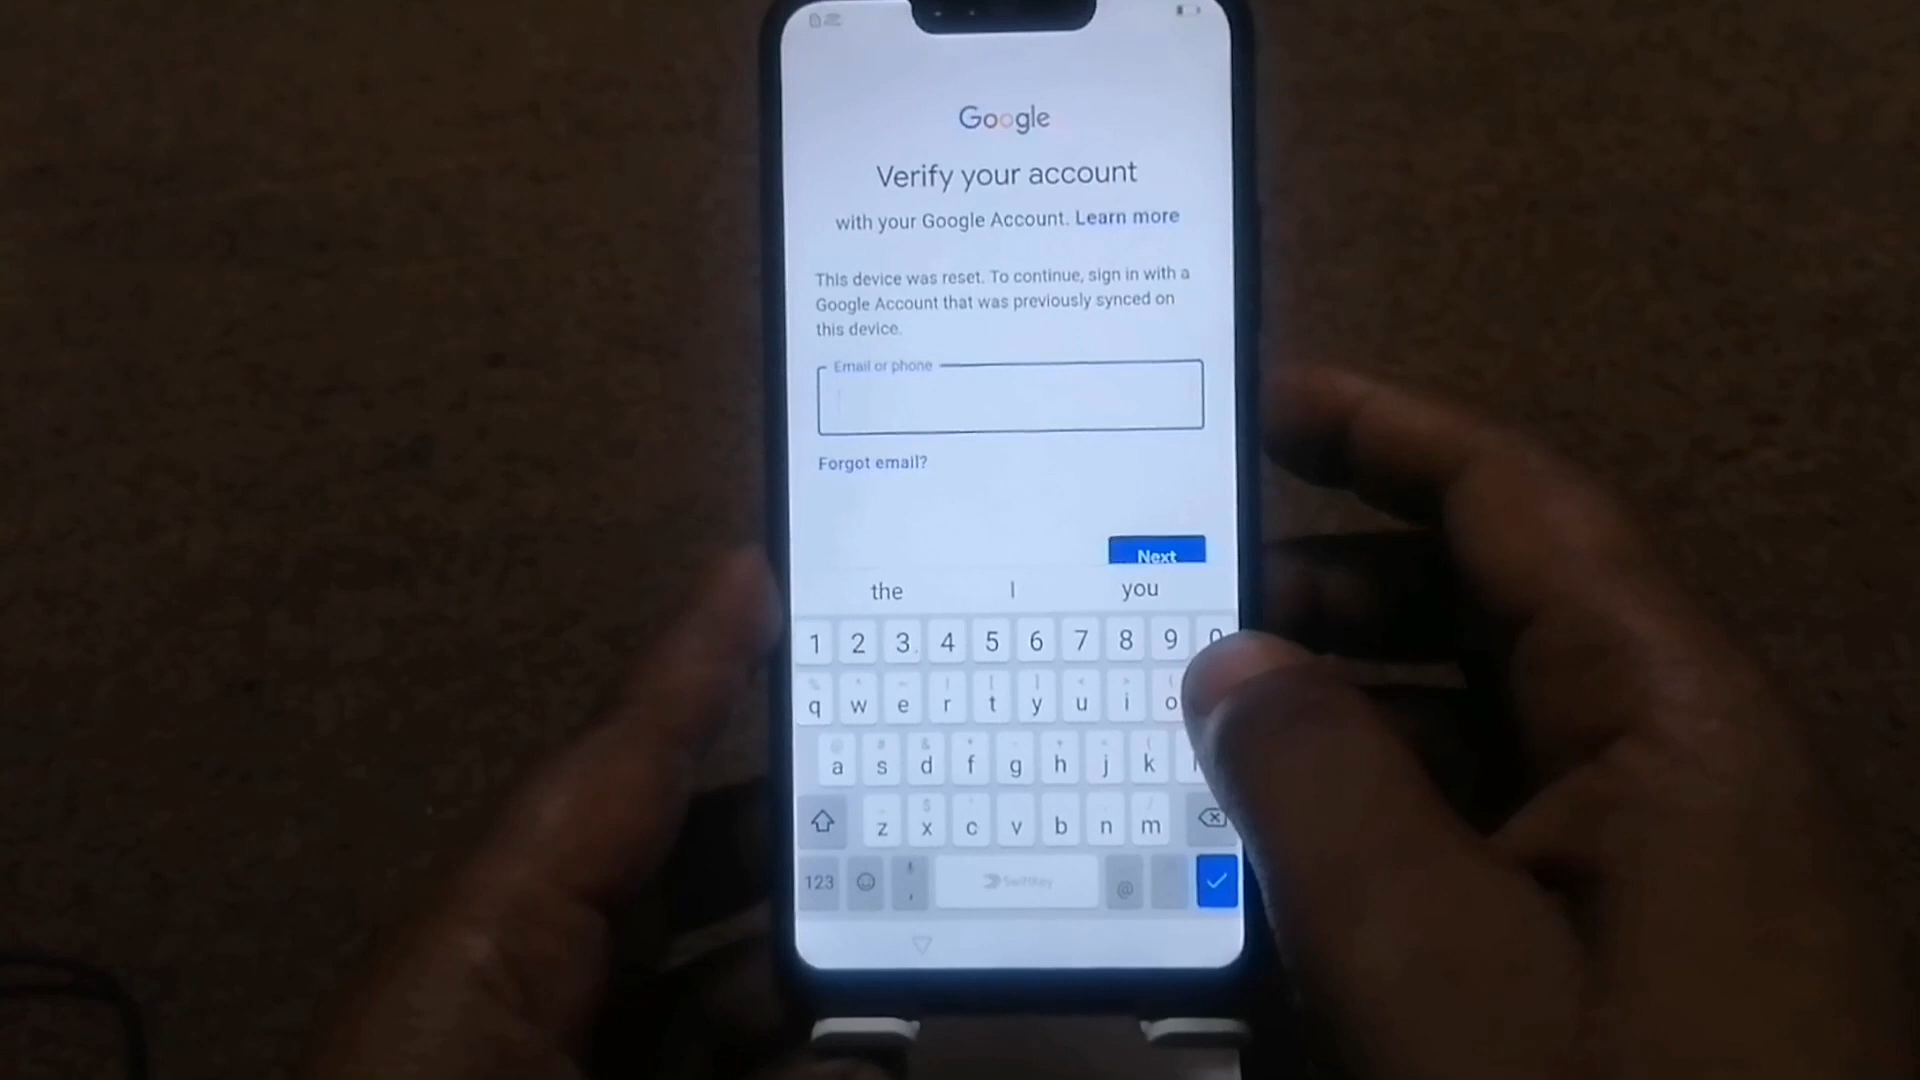 Google
Verify your account
with your Google Account. Learn more
This device was reset. To continue, sign in with a
Google Account that was previously synced on
this device.
Email or phone
Forgot email?
Next
the I you
1 2 3 4 5 6 7 8 9 0
q w e r t y u i o
a s d f g h j k l
z x c v b n m
123 , SwiftKey @